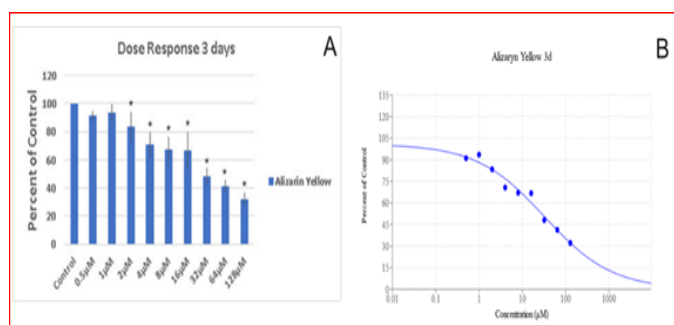 A
Dose Response 3 days
120
100
80
60
40
20
0
Percent of Control
* * * * * * *
Alizarin Yellow
Control
0.5µM
1µM
2µM
4µM
8µM
16µM
32µM
64µM
128µM
B
Alizaryn Yellow 3d
135
120
105
90
75
60
45
30
15
0
Percent of Control
0.01 0.1 1 10 100 1000
Concentration (µM)